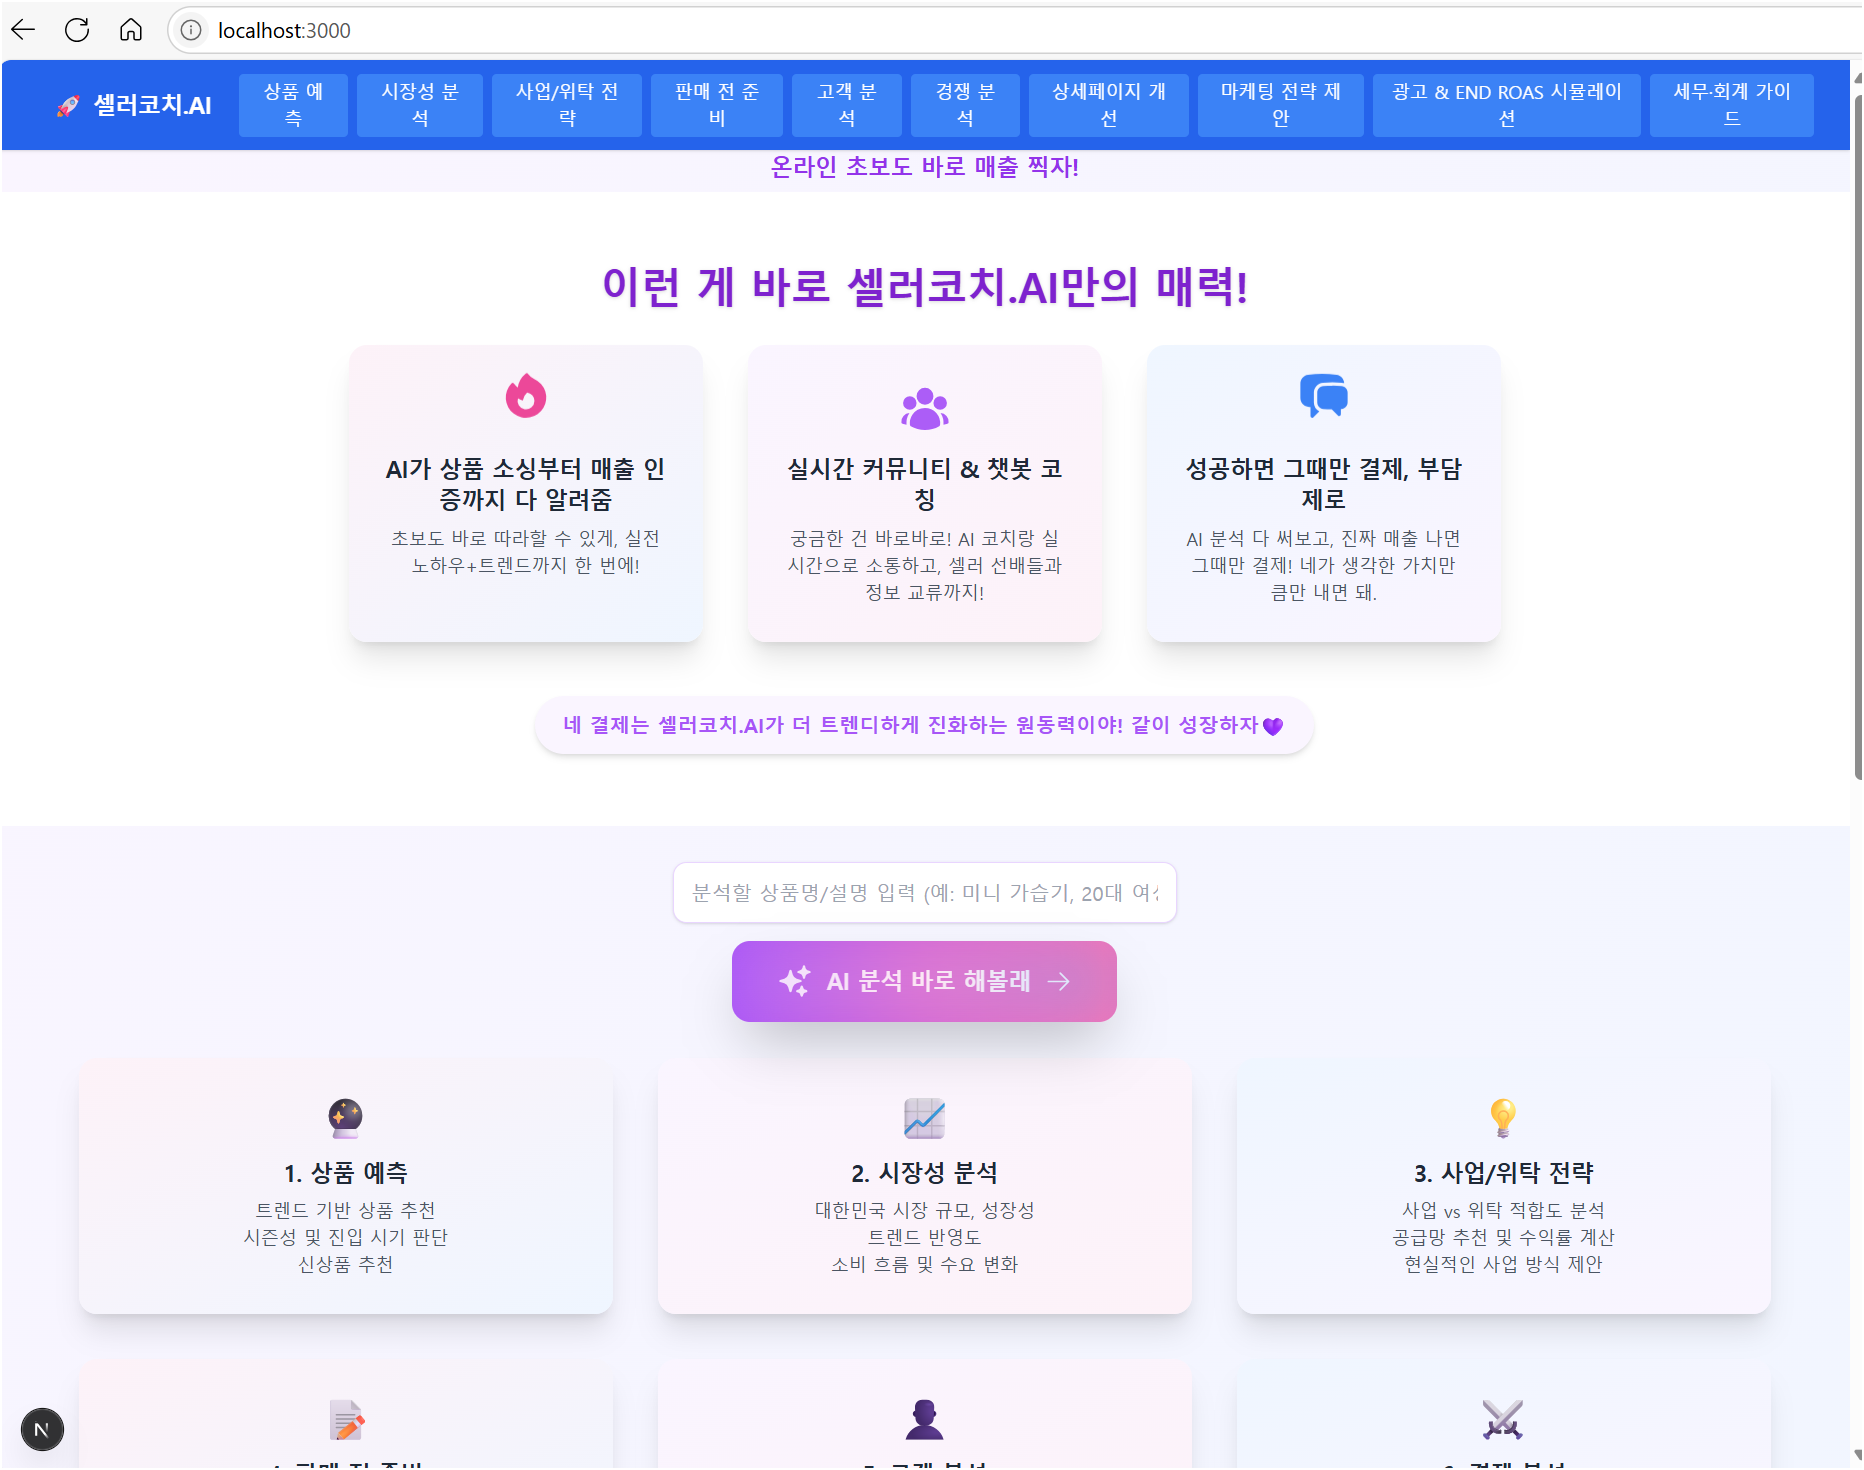 localhost:3000
셀러코치.AI
상품 예
측
시장성 분
석
사업/위탁 전
략
판매 전 준
비
고객 분
석
경쟁 분
석
상세페이지 개
선
마케팅 전략 제
안
광고 & END ROAS 시뮬레이
션
세무·회계 가이
드
온라인 초보도 바로 매출 찍자!
이런 게 바로 셀러코치.AI만의 매력!
AI가 상품 소싱부터 매출 인
증까지 다 알려줌
초보도 바로 따라할 수 있게, 실전
노하우+트렌드까지 한 번에!
실시간 커뮤니티 & 챗봇 코
칭
궁금한 건 바로바로! AI 코치랑 실
시간으로 소통하고, 셀러 선배들과
정보 교류까지!
성공하면 그때만 결제, 부담
제로
AI 분석 다 써보고, 진짜 매출 나면
그때만 결제! 네가 생각한 가치만
큼만 내면 돼.
네 결제는 셀러코치.AI가 더 트렌디하게 진화하는 원동력이야! 같이 성장하자💜
분석할 상품명/설명 입력 (예: 미니 가습기, 20대 여
AI 분석 바로 해볼래 →
1. 상품 예측
트렌드 기반 상품 추천
시즌성 및 진입 시기 판단
신상품 추천
2. 시장성 분석
대한민국 시장 규모, 성장성
트렌드 반영도
소비 흐름 및 수요 변화
3. 사업/위탁 전략
사업 vs 위탁 적합도 분석
공급망 추천 및 수익률 계산
현실적인 사업 방식 제안
N